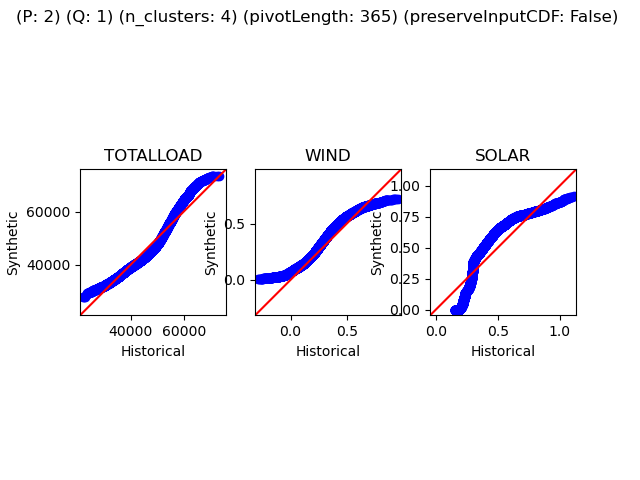 (P: 2) (Q: 1) (n_clusters: 4) (pivotLength: 365) (preserveInputCDF: False)
TOTALLOAD
WIND
SOLAR
Synthetic
60000
40000
40000
60000
Historical
Synthetic
0.5
0.0
0.0
0.5
Historical
Synthetic
1.00
0.75
0.50
0.25
0.00
0.0
0.5
1.0
Historical